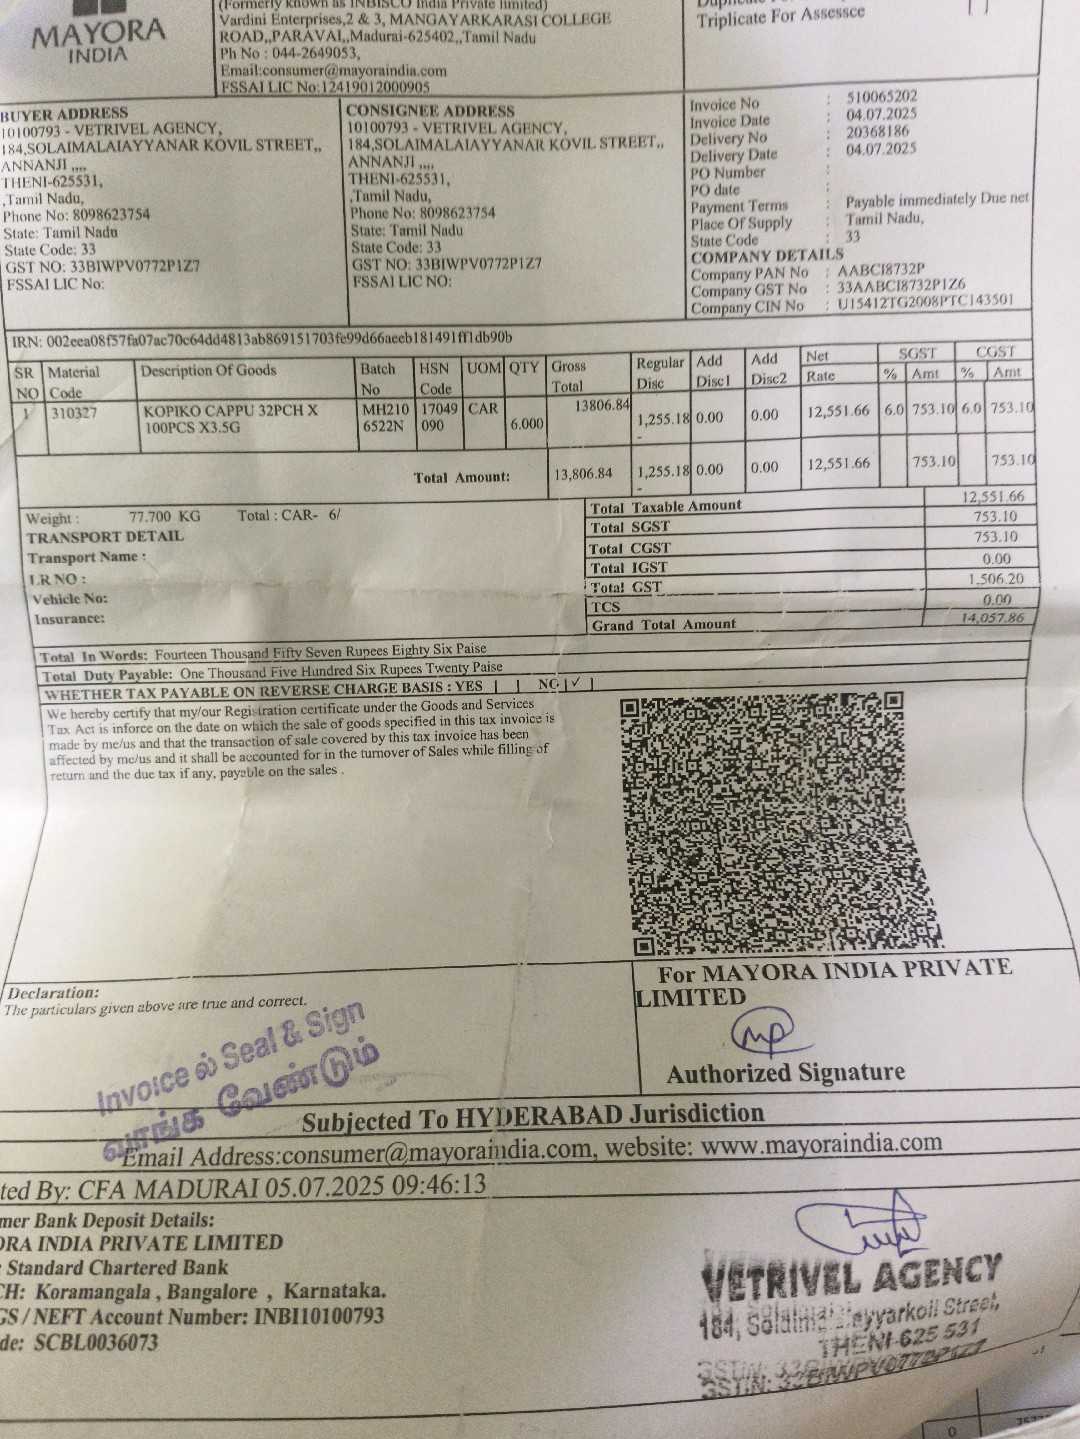 MAYORA
INDIA
(Formerly known as INBISCO India Private limited)
Vardini Enterprises,2 & 3, MANGAYARKARASI COLLEGE
ROAD,,PARAVAI,,Madurai-625402,,Tamil Nadu
Ph No : 044-2649053,
Email:consumer@mayoraindia.com
FSSAI LIC No:12419012000905
Triplicate For Assessee
BUYER ADDRESS
10100793 - VETRIVEL AGENCY,
184,SOLAIMALAIAYYANAR KOVIL STREET,,
ANNANJI ,,,,
THENI-625531,
,Tamil Nadu,
Phone No: 8098623754
State: Tamil Nadu
State Code: 33
GST NO: 33BIWPV0772P1Z7
FSSAI LIC No:
CONSIGNEE ADDRESS
10100793 - VETRIVEL AGENCY,
184,SOLAIMALAIAYYANAR KOVIL STREET,,
ANNANJI ,,,,
THENI-625531,
,Tamil Nadu,
Phone No: 8098623754
State: Tamil Nadu
State Code: 33
GST NO: 33BIWPV0772P1Z7
FSSAI LIC NO:
Invoice No : 510065202
Invoice Date : 04.07.2025
Delivery No : 20368186
Delivery Date : 04.07.2025
PO Number :
PO date :
Payment Terms : Payable immediately Due net
Place Of Supply : Tamil Nadu,
State Code : 33
COMPANY DETAILS
Company PAN No : AABCI8732P
Company GST No : 33AABCI8732P1Z6
Company CIN No : U15412TG2008PTC143501
IRN: 002eea08f57fa07ac70c64dd4813ab869151703fe99d66aeeb181491ff1db90b
SR NO Material Code Description Of Goods Batch No HSN Code UOM QTY Gross Total Regular Disc Add Disc1 Add Disc2 Net Rate SGST % Amt CGST % Amt
1 310327 KOPIKO CAPPU 32PCH X 100PCS X3.5G MH210 6522N 17049 090 CAR 6.000 13806.84 1,255.18- 0.00 0.00 12,551.66 6.0 753.10 6.0 753.10
Total Amount: 13,806.84 1,255.18- 0.00 0.00 12,551.66 753.10 753.10
Weight : 77.700 KG Total : CAR- 6/
TRANSPORT DETAIL
Transport Name :
LR NO :
Vehicle No:
Insurance:
Total Taxable Amount 12,551.66
Total SGST 753.10
Total CGST 753.10
Total IGST 0.00
Total GST 1,506.20
TCS 0.00
Grand Total Amount 14,057.86
Total In Words: Fourteen Thousand Fifty Seven Rupees Eighty Six Paise
Total Duty Payable: One Thousand Five Hundred Six Rupees Twenty Paise
WHETHER TAX PAYABLE ON REVERSE CHARGE BASIS : YES [ ] NO [✓]
We hereby certify that my/our Registration certificate under the Goods and Services
Tax Act is inforce on the date on which the sale of goods specified in this tax invoice is
made by me/us and that the transaction of sale covered by this tax invoice has been
affected by me/us and it shall be accounted for in the turnover of Sales while filling of
return and the due tax if any, payable on the sales .
Declaration:
The particulars given above are true and correct.
For MAYORA INDIA PRIVATE
LIMITED
Authorized Signature
Invoice ல் Seal & Sign
வாங்க வேண்டும்
Subjected To HYDERABAD Jurisdiction
Email Address:consumer@mayoraindia.com, website: www.mayoraindia.com
ted By: CFA MADURAI 05.07.2025 09:46:13
mer Bank Deposit Details:
ORA INDIA PRIVATE LIMITED
: Standard Chartered Bank
CH: Koramangala , Bangalore , Karnataka.
GS / NEFT Account Number: INBI10100793
de: SCBL0036073
VETRIVEL AGENCY
184, Street,
THENI-625 531
GSTIN: 33BIWPV0772P1Z7